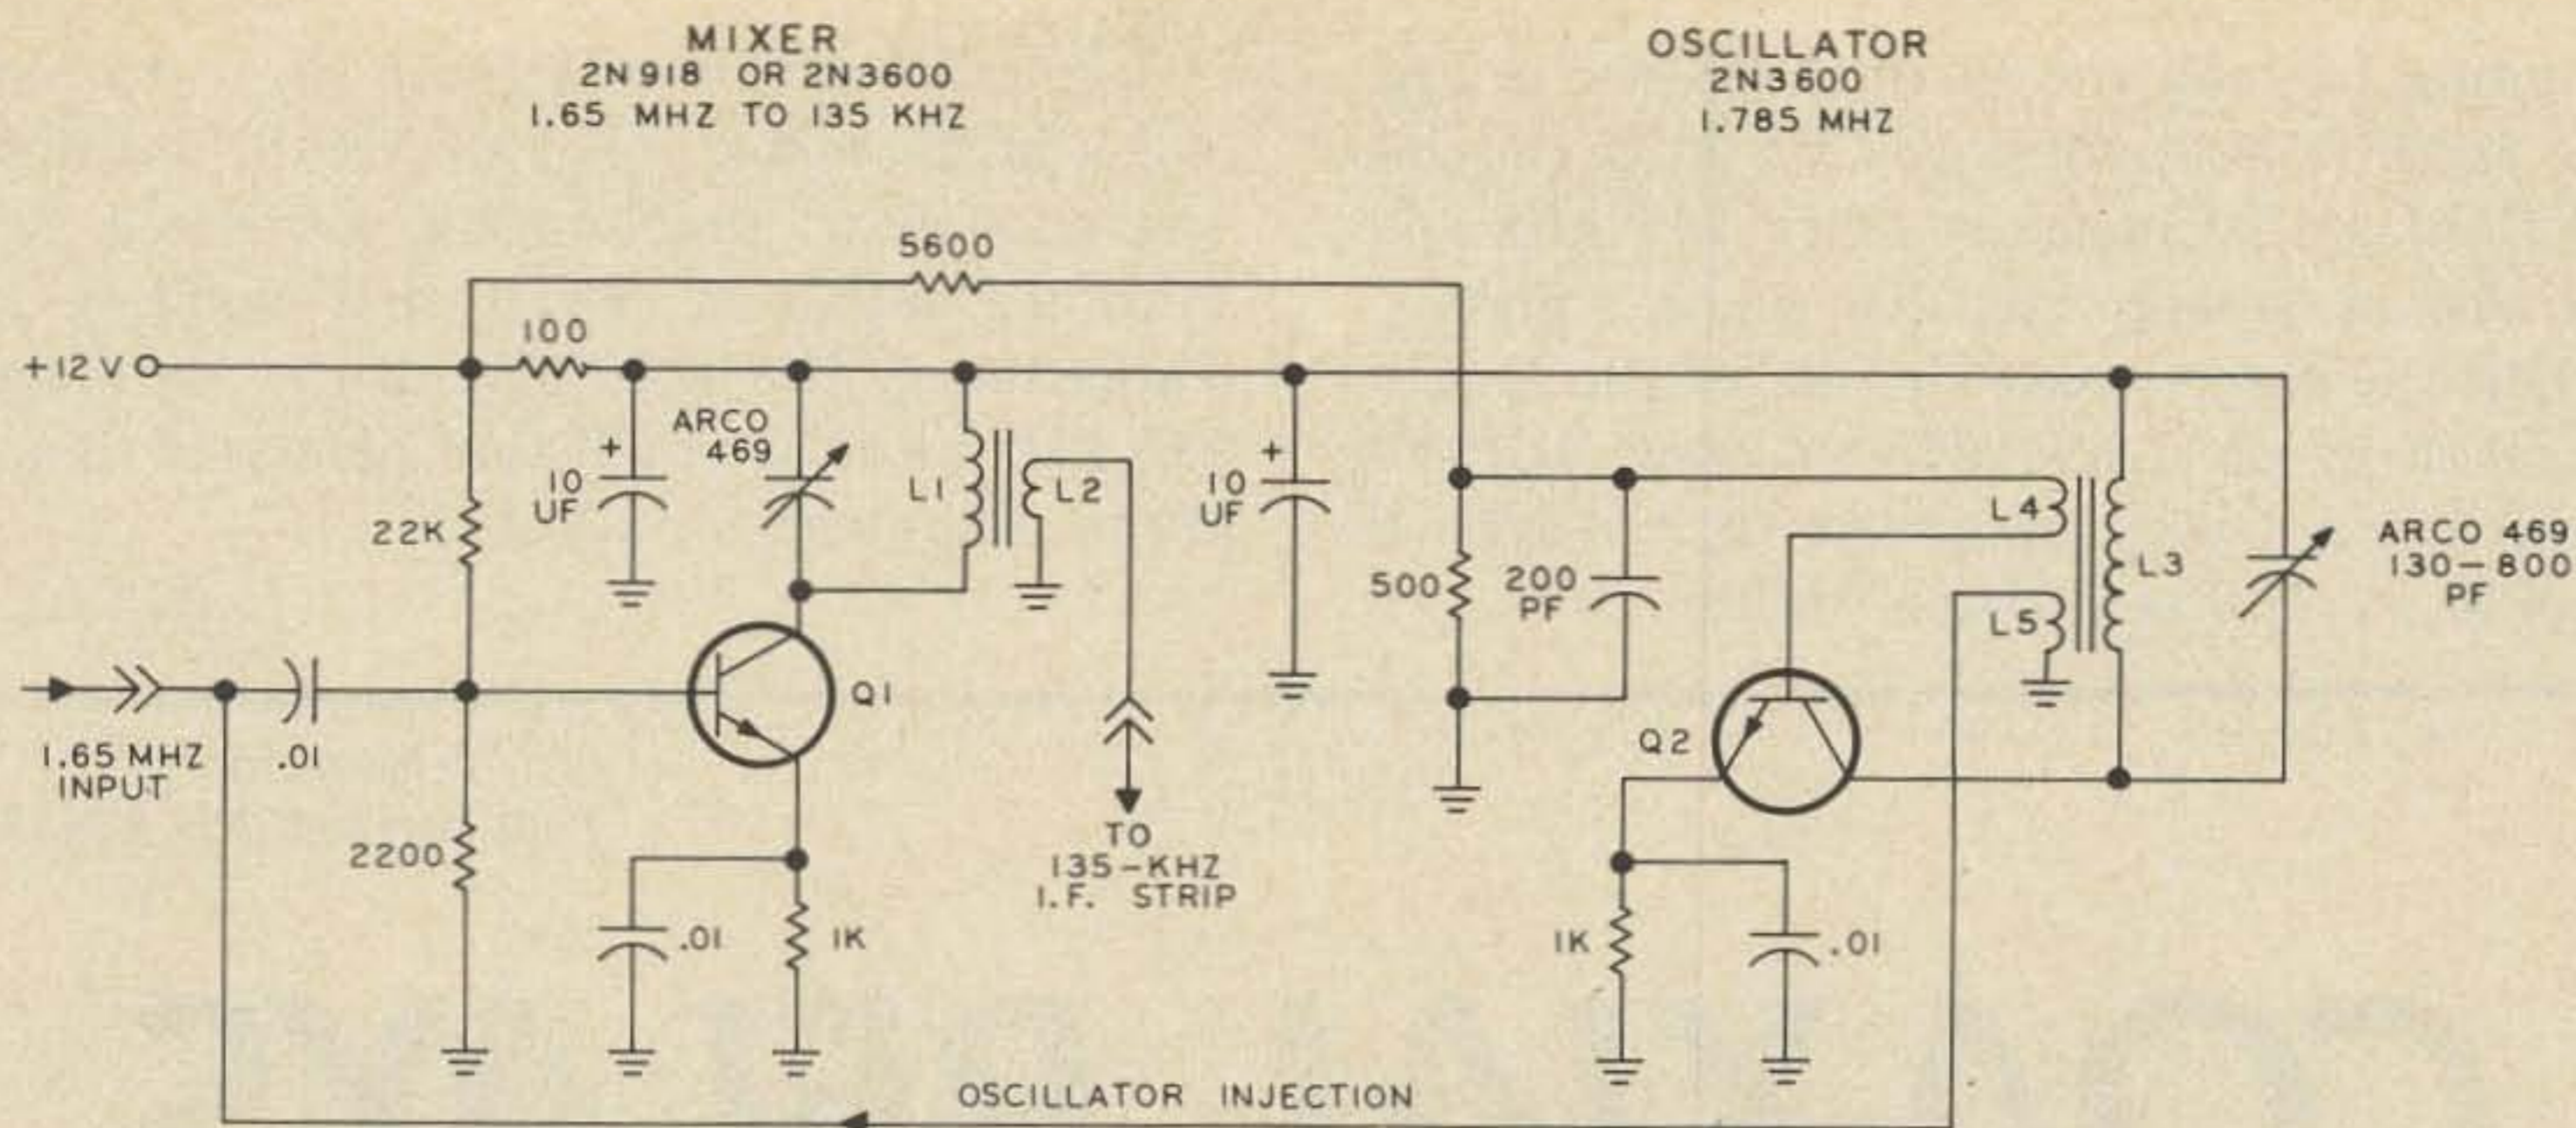 MIXER
2N918 OR 2N3600
1.65 MHZ TO 135 KHZ
OSCILLATOR
2N3600
1.785 MHZ
5600
100
+12 V
ARCO
469
+
10
UF
L1
L2
+
10
UF
22K
500
200
PF
L4
L5
L3
ARCO 469
130-800
PF
Q1
Q2
1.65 MHZ
INPUT
.01
2200
TO
135-KHZ
I.F. STRIP
.01
1K
1K
.01
OSCILLATOR INJECTION